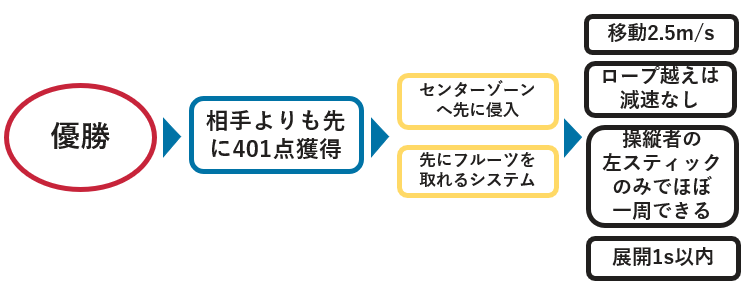 優勝
相手よりも先
に401点獲得
センターゾーン
へ先に侵入
先にフルーツを
取れるシステム
移動2.5m/s
ロープ越えは
減速なし
操縦者の
左スティック
のみでほぼ
一周できる
展開1s以内